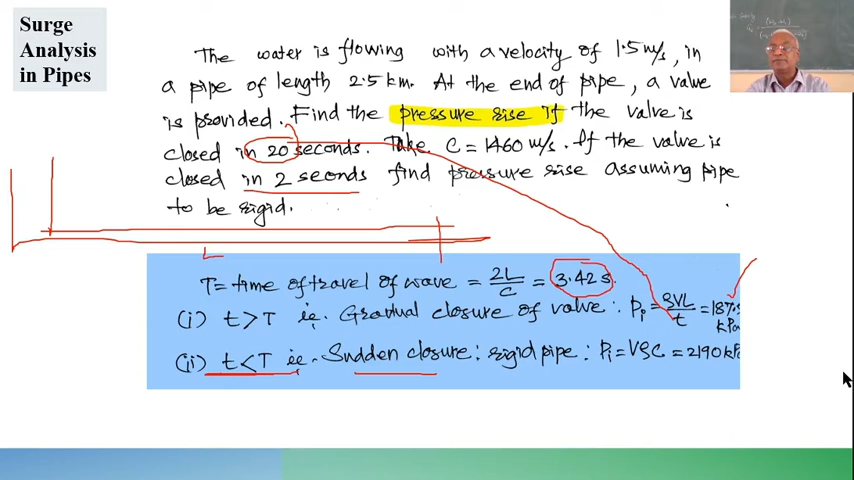 Surge
Analysis
in Pipes
The water is flowing with a velocity of 1.5 m/s, in
a pipe of length 2.5 km. At the end of pipe, a valve
is provided. Find the pressure rise if the valve is
closed in 20 seconds. Take C = 1460 m/s. If the valve is
closed in 2 seconds find pressure rise assuming pipe
to be rigid.
L
T = time of travel of wave = 2L/C = 3.42 s.
(i) t > T ie. Gradual closure of valve : Pi = ρVL/t = 187.5
kPa
(ii) t < T ie. Sudden closure : rigid pipe : Pi = VρC = 2190 kPa